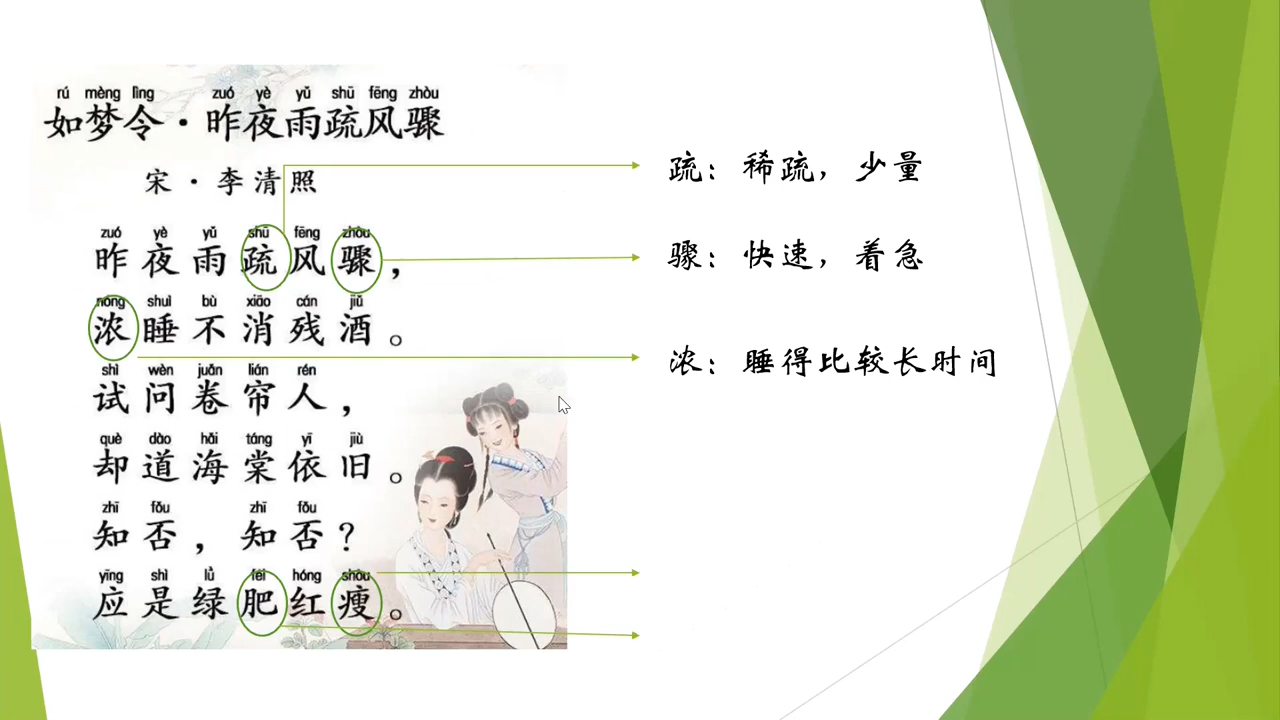 rú mèng lìng zuó yè yǔ shū fēng zhòu
如梦令·昨夜雨疏风骤
宋·李清照
zuó yè yǔ shū fēng zhòu
昨夜雨疏风骤，
nóng shuì bù xiāo cán jiǔ
浓睡不消残酒。
shì wèn juǎn lián rén
试问卷帘人，
què dào hǎi táng yī jiù
却道海棠依旧。
zhī fǒu zhī fǒu
知否，知否？
yīng shì lǜ féi hóng shòu
应是绿肥红瘦。
疏：稀疏，少量
骤：快速，着急
浓：睡得比较长时间